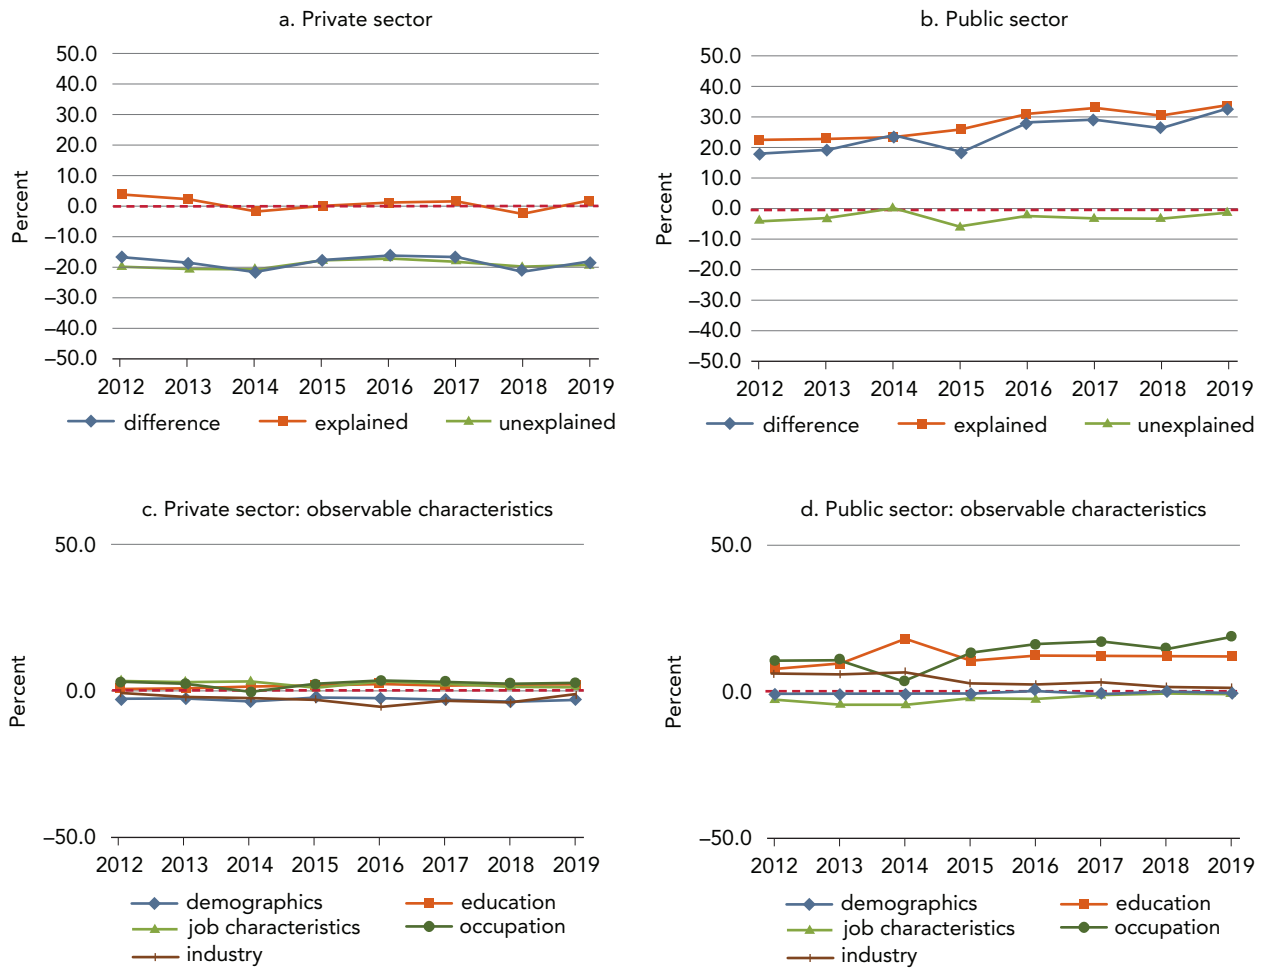 a. Private sector
50.0
40.0
30.0
20.0
10.0
0.0
–10.0
–20.0
–30.0
–40.0
–50.0
Percent
2012 2013 2014 2015 2016 2017 2018 2019
difference explained unexplained
b. Public sector
50.0
40.0
30.0
20.0
10.0
0.0
–10.0
–20.0
–30.0
–40.0
–50.0
Percent
2012 2013 2014 2015 2016 2017 2018 2019
difference explained unexplained
c. Private sector: observable characteristics
50.0
0.0
–50.0
Percent
2012 2013 2014 2015 2016 2017 2018 2019
demographics education
job characteristics occupation
industry
d. Public sector: observable characteristics
50.0
0.0
–50.0
Percent
2012 2013 2014 2015 2016 2017 2018 2019
demographics education
job characteristics occupation
industry